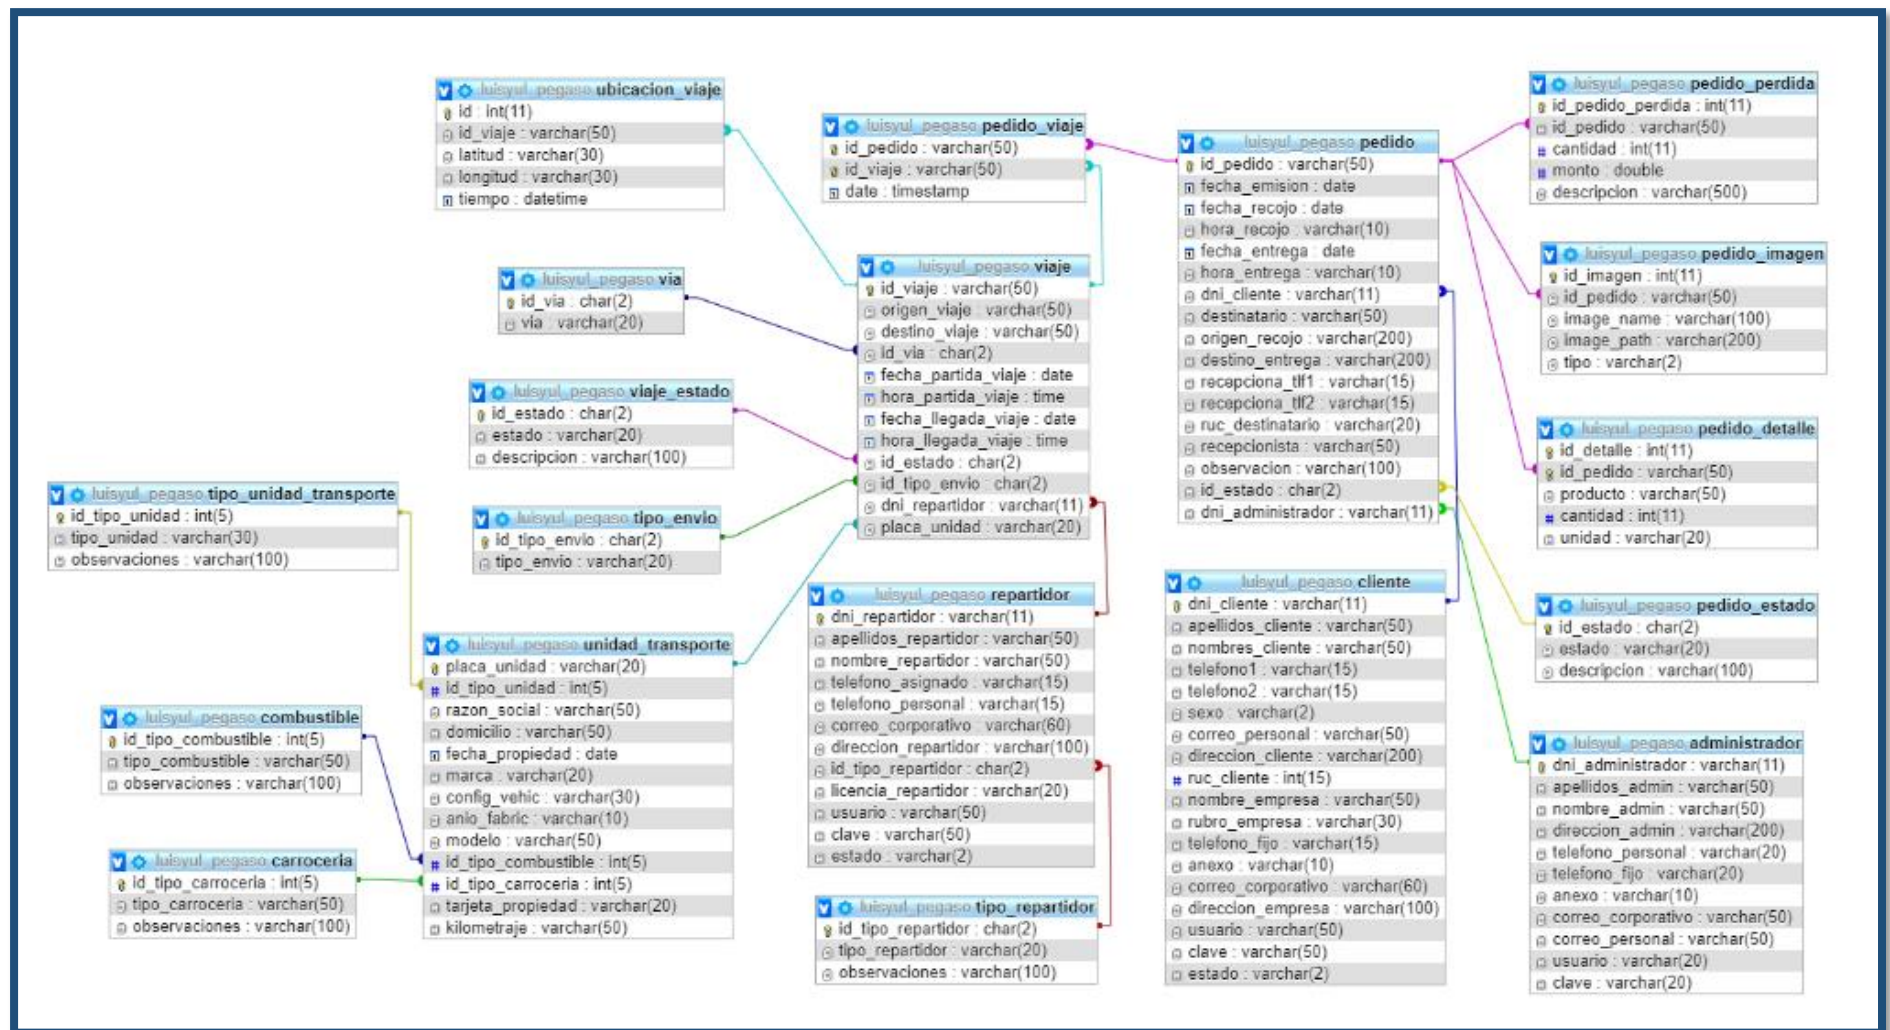 luisyul_pegaso ubicacion_viaje
id : int(11)
id_viaje : varchar(50)
latitud : varchar(30)
longitud : varchar(30)
tiempo : datetime
luisyul_pegaso via
id_via : char(2)
via : varchar(20)
luisyul_pegaso viaje_estado
id_estado : char(2)
estado : varchar(20)
descripcion : varchar(100)
luisyul_pegaso tipo_unidad_transporte
id_tipo_unidad : int(5)
tipo_unidad : varchar(30)
observaciones : varchar(100)
luisyul_pegaso tipo_envio
id_tipo_envio : char(2)
tipo_envio : varchar(20)
luisyul_pegaso unidad_transporte
placa_unidad : varchar(20)
# id_tipo_unidad : int(5)
razon_social : varchar(50)
domicilio : varchar(50)
fecha_propiedad : date
marca : varchar(20)
config_vehic : varchar(30)
anio_fabric : varchar(10)
modelo : varchar(50)
# id_tipo_combustible : int(5)
# id_tipo_carroceria : int(5)
tarjeta_propiedad : varchar(20)
kilometraje : varchar(50)
luisyul_pegaso combustible
id_tipo_combustible : int(5)
tipo_combustible : varchar(50)
observaciones : varchar(100)
luisyul_pegaso carroceria
id_tipo_carroceria : int(5)
tipo_carroceria : varchar(50)
observaciones : varchar(100)
luisyul_pegaso pedido_viaje
id_pedido : varchar(50)
id_viaje : varchar(50)
date : timestamp
luisyul_pegaso viaje
id_viaje : varchar(50)
origen_viaje : varchar(50)
destino_viaje : varchar(50)
id_via : char(2)
fecha_partida_viaje : date
hora_partida_viaje : time
fecha_llegada_viaje : date
hora_llegada_viaje : time
id_estado : char(2)
id_tipo_envio : char(2)
dni_repartidor : varchar(11)
placa_unidad : varchar(20)
luisyul_pegaso repartidor
dni_repartidor : varchar(11)
apellidos_repartidor : varchar(50)
nombre_repartidor : varchar(50)
telefono_asignado : varchar(15)
telefono_personal : varchar(15)
correo_corporativo : varchar(60)
direccion_repartidor : varchar(100)
id_tipo_repartidor : char(2)
licencia_repartidor : varchar(20)
usuario : varchar(50)
clave : varchar(50)
estado : varchar(2)
luisyul_pegaso tipo_repartidor
id_tipo_repartidor : char(2)
tipo_repartidor : varchar(20)
observaciones : varchar(100)
luisyul_pegaso pedido
id_pedido : varchar(50)
fecha_emision : date
fecha_recojo : date
hora_recojo : varchar(10)
fecha_entrega : date
hora_entrega : varchar(10)
dni_cliente : varchar(11)
destinatario : varchar(50)
origen_recojo : varchar(200)
destino_entrega : varchar(200)
recepciona_tlf1 : varchar(15)
recepciona_tlf2 : varchar(15)
ruc_destinatario : varchar(20)
recepcionista : varchar(50)
observacion : varchar(100)
id_estado : char(2)
dni_administrador : varchar(11)
luisyul_pegaso cliente
dni_cliente : varchar(11)
apellidos_cliente : varchar(50)
nombres_cliente : varchar(50)
telefono1 : varchar(15)
telefono2 : varchar(15)
sexo : varchar(2)
correo_personal : varchar(50)
direccion_cliente : varchar(200)
# ruc_cliente : int(15)
nombre_empresa : varchar(50)
rubro_empresa : varchar(30)
telefono_fijo : varchar(15)
anexo : varchar(10)
correo_corporativo : varchar(60)
direccion_empresa : varchar(100)
usuario : varchar(50)
clave : varchar(50)
estado : varchar(2)
luisyul_pegaso pedido_perdida
id_pedido_perdida : int(11)
id_pedido : varchar(50)
# cantidad : int(11)
# monto : double
descripcion : varchar(500)
luisyul_pegaso pedido_imagen
id_imagen : int(11)
id_pedido : varchar(50)
image_name : varchar(100)
image_path : varchar(200)
tipo : varchar(2)
luisyul_pegaso pedido_detalle
id_detalle : int(11)
id_pedido : varchar(50)
producto : varchar(50)
# cantidad : int(11)
unidad : varchar(20)
luisyul_pegaso pedido_estado
id_estado : char(2)
estado : varchar(20)
descripcion : varchar(100)
luisyul_pegaso administrador
dni_administrador : varchar(11)
apellidos_admin : varchar(50)
nombre_admin : varchar(50)
direccion_admin : varchar(200)
telefono_personal : varchar(20)
telefono_fijo : varchar(20)
anexo : varchar(10)
correo_corporativo : varchar(50)
correo_personal : varchar(50)
usuario : varchar(20)
clave : varchar(20)